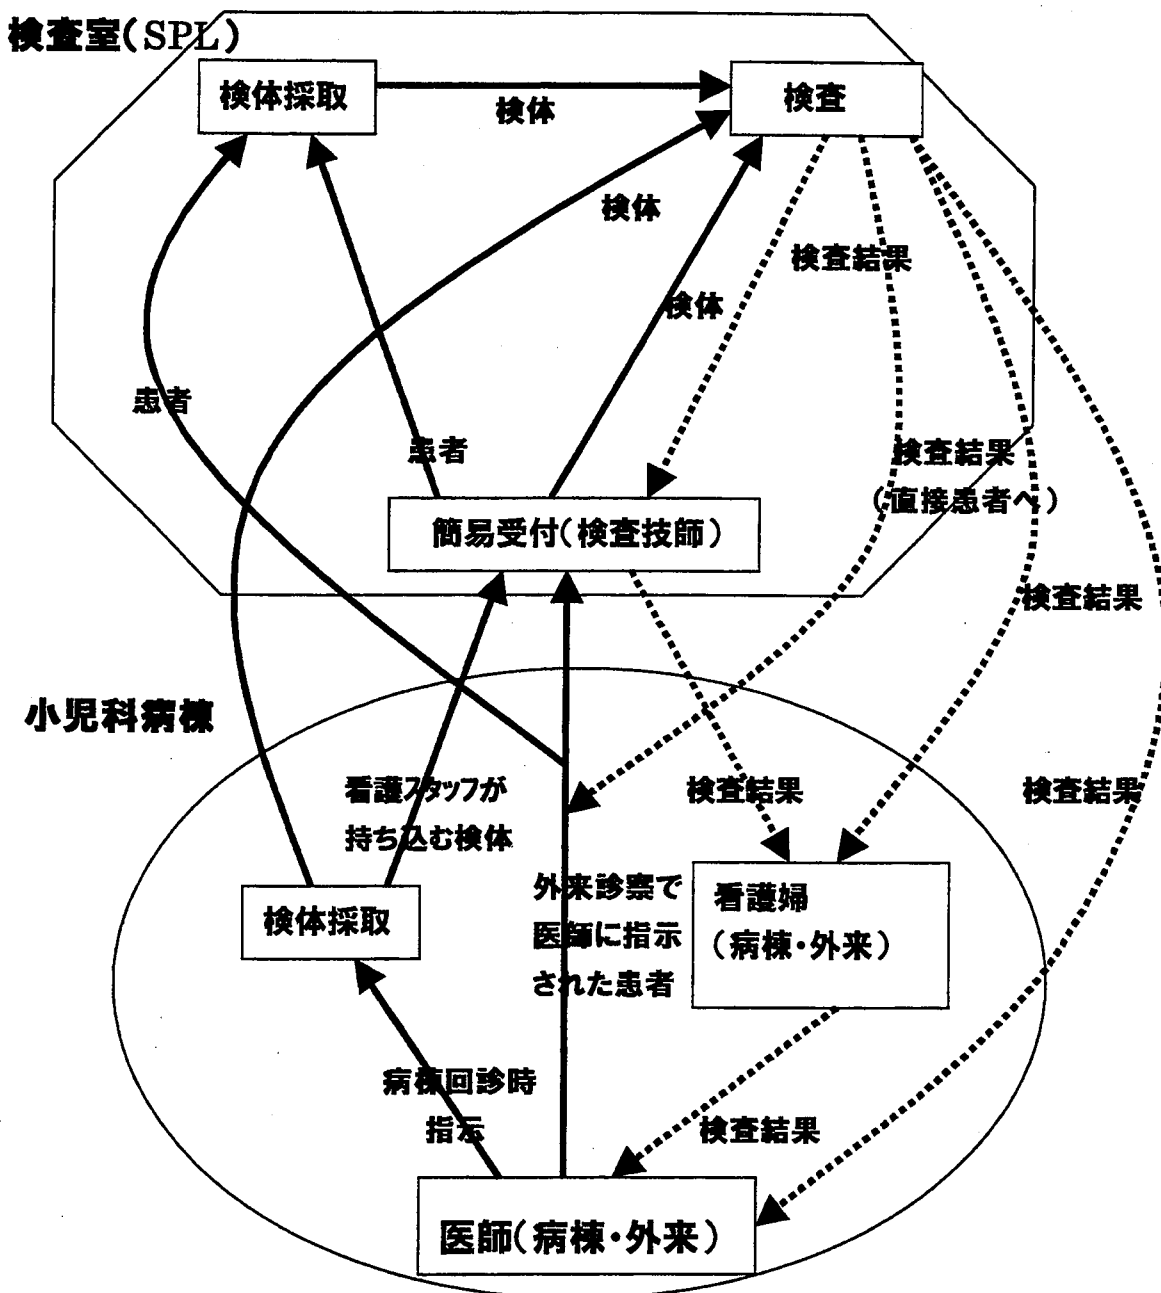 検査室(SPL)
検体採取
検査
検体
検体
検査結果
検体
患者
患者
検査結果
(直接患者へ)
簡易受付(検査技師)
検査結果
小児科病棟
看護スタッフが
持ち込む検体
検査結果
検査結果
外来診察で
医師に指示
された患者
看護婦
(病棟・外来)
検体採取
病棟回診時
指示
検査結果
医師(病棟・外来)